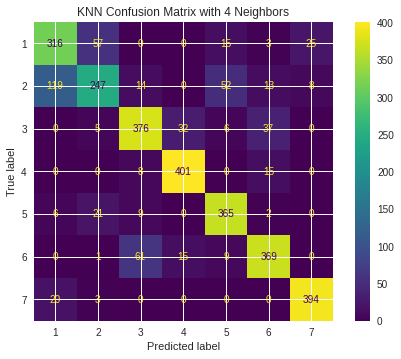 KNN Confusion Matrix with 4 Neighbors
1 316 57 0 0 15 3 25
2 119 247 14 0 52 13 8
3 0 5 376 32 6 37 0
4 0 0 8 401 0 15 0
5 6 21 9 0 365 2 0
6 0 1 61 15 9 369 0
7 20 3 0 0 0 0 394
1 2 3 4 5 6 7
Predicted label
True label
400
350
300
250
200
150
100
50
0